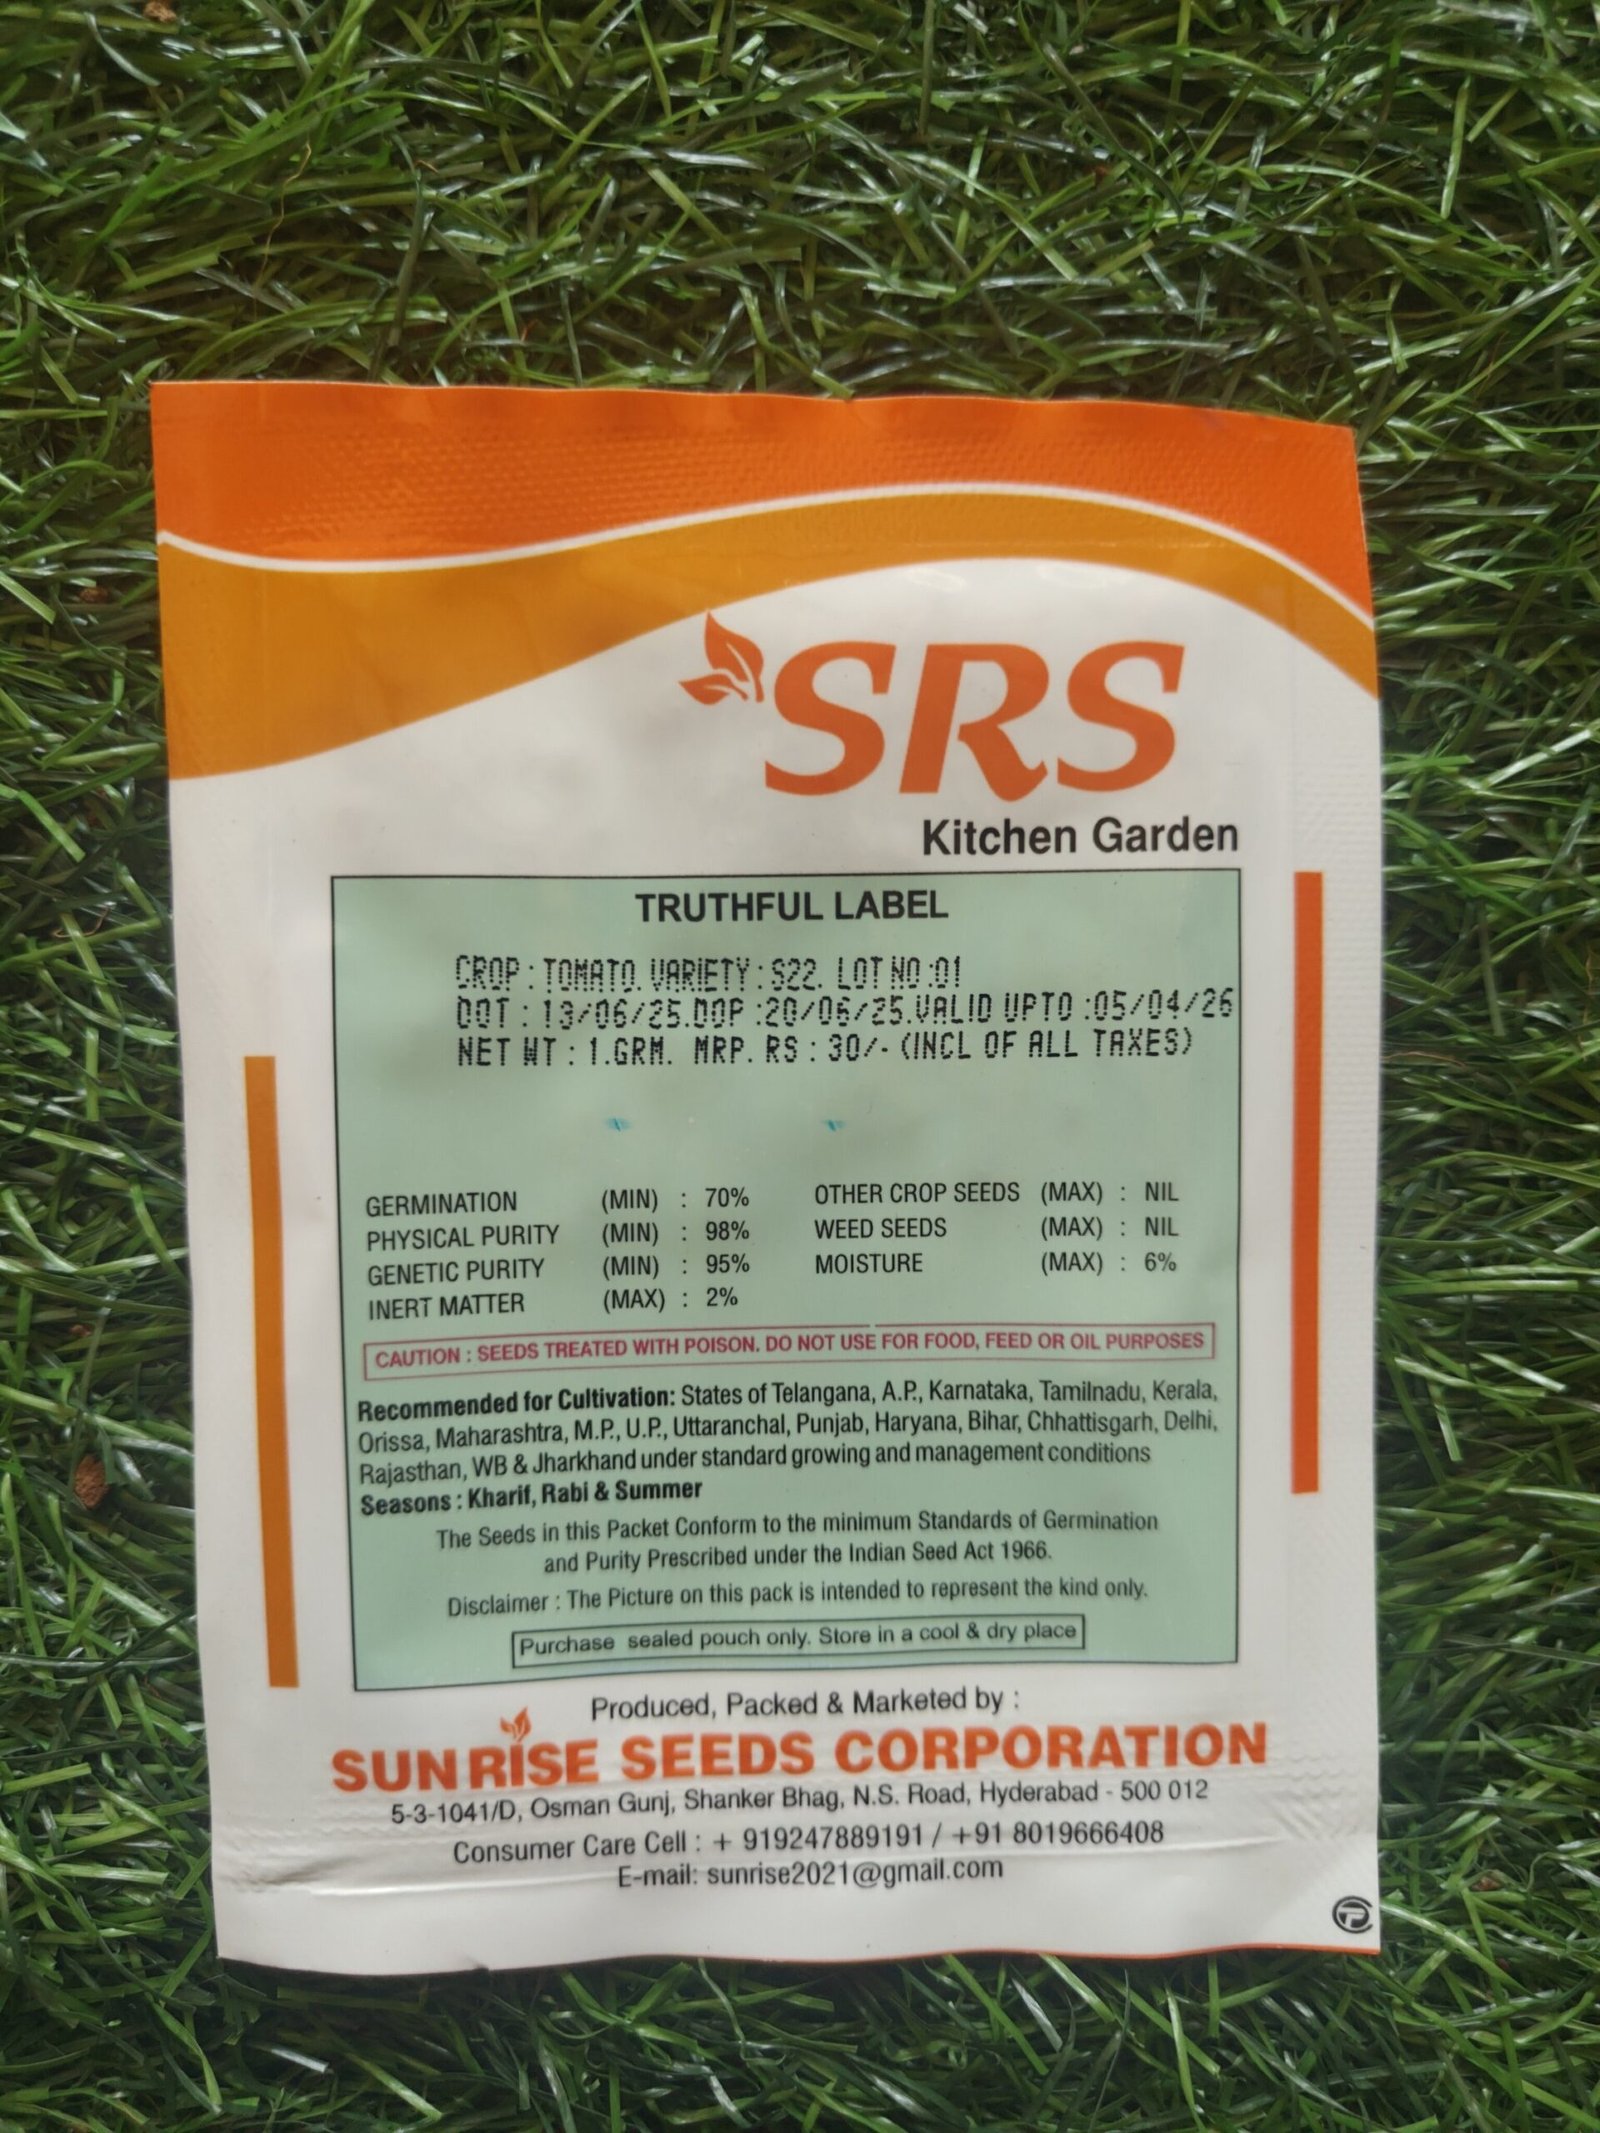 SRS
Kitchen Garden
TRUTHFUL LABEL
CROP : TOMATO. VARIETY : S22. LOT NO :01
DOT : 13/06/25.DOP :20/06/25.VALID UPTO :05/04/26
NET WT : 1.GRM. MRP. RS : 30/- (INCL OF ALL TAXES)
GERMINATION (MIN) : 70% OTHER CROP SEEDS (MAX) : NIL
PHYSICAL PURITY (MIN) : 98% WEED SEEDS (MAX) : NIL
GENETIC PURITY (MIN) : 95% MOISTURE (MAX) : 6%
INERT MATTER (MAX) : 2%
CAUTION : SEEDS TREATED WITH POISON. DO NOT USE FOR FOOD, FEED OR OIL PURPOSES
Recommended for Cultivation: States of Telangana, A.P., Karnataka, Tamilnadu, Kerala,
Orissa, Maharashtra, M.P., U.P., Uttaranchal, Punjab, Haryana, Bihar, Chhattisgarh, Delhi,
Rajasthan, WB & Jharkhand under standard growing and management conditions
Seasons : Kharif, Rabi & Summer
The Seeds in this Packet Conform to the minimum Standards of Germination
and Purity Prescribed under the Indian Seed Act 1966.
Disclaimer : The Picture on this pack is intended to represent the kind only.
Purchase sealed pouch only. Store in a cool & dry place
Produced, Packed & Marketed by :
SUNRISE SEEDS CORPORATION
5-3-1041/D, Osman Gunj, Shanker Bhag, N.S. Road, Hyderabad - 500 012
Consumer Care Cell : + 919247889191 / +91 8019666408
E-mail: sunrise2021@gmail.com